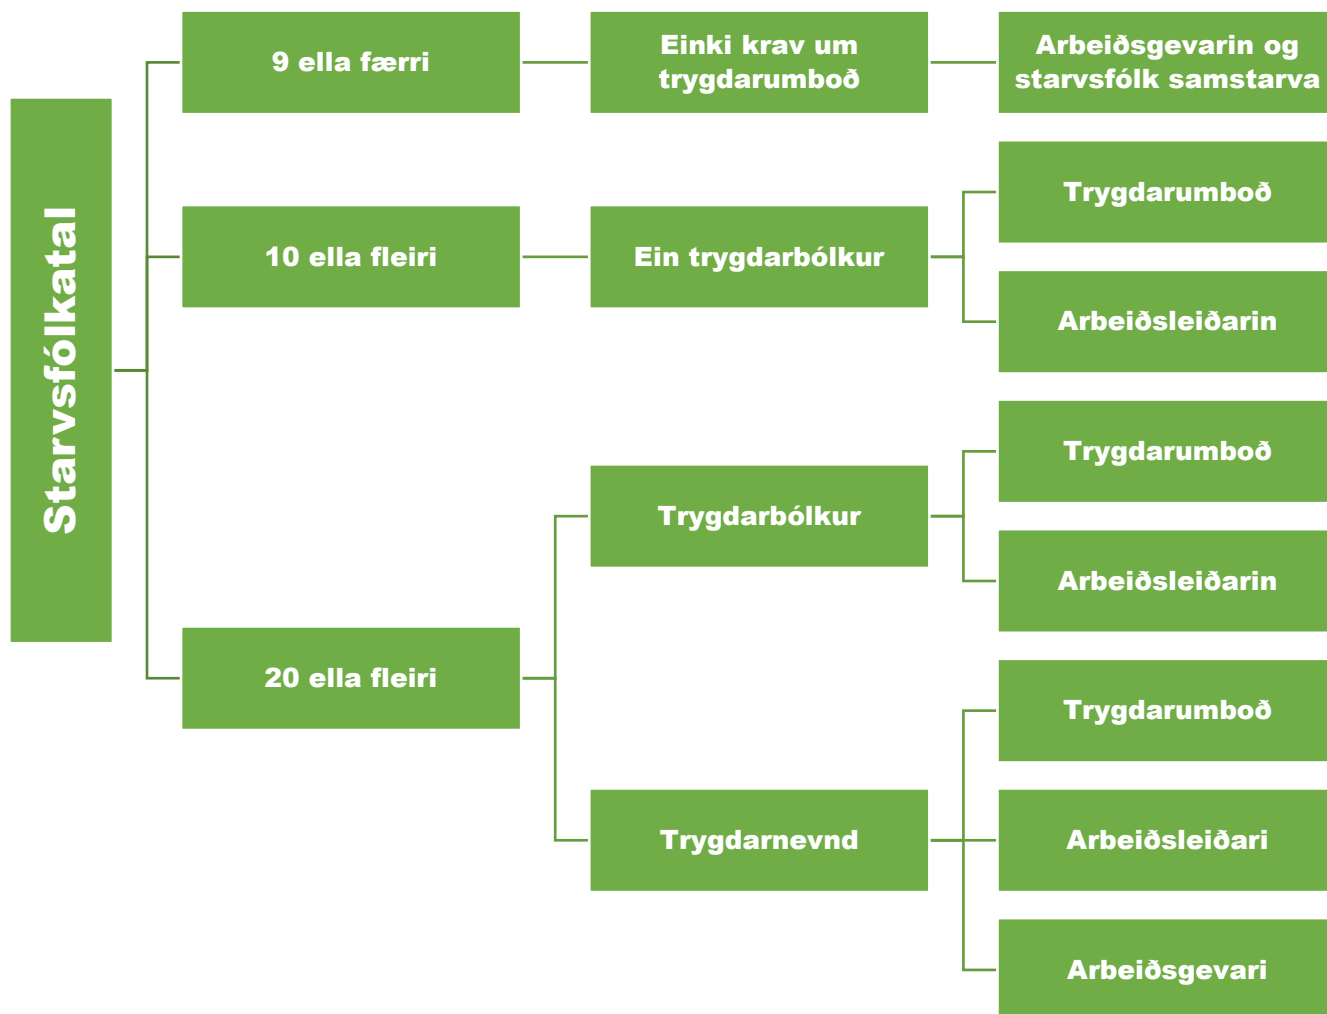 Starvsfólkatal
9 ella færri
Einki krav um
trygdarumboð
Arbeiðsgevarin og
starvsfólk samstarva
10 ella fleiri
Ein trygdarbólkur
Trygdarumboð
Arbeiðsleiðarin
20 ella fleiri
Trygdarbólkur
Trygdarumboð
Arbeiðsleiðarin
Trygdarnevnd
Trygdarumboð
Arbeiðsleiðari
Arbeiðsgevari